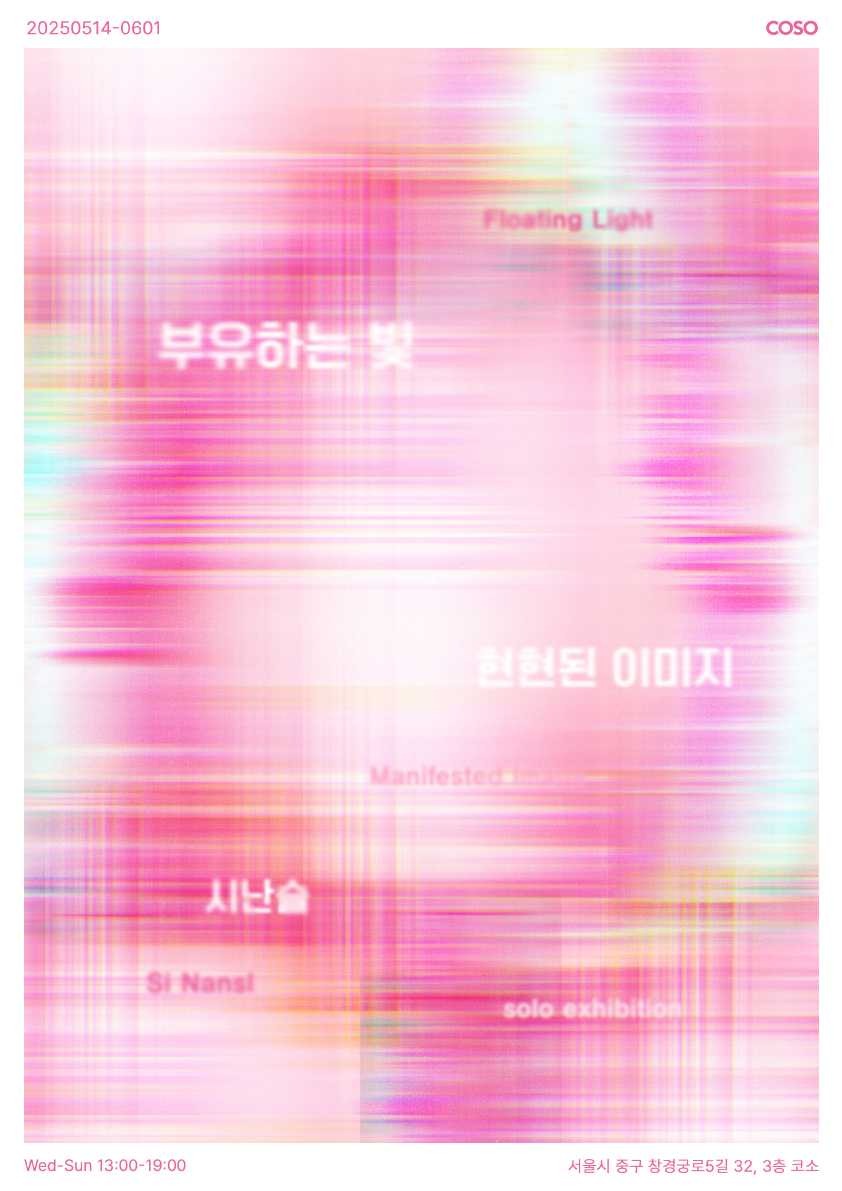 20250514-0601
COSO
Floating Light
부유하는 빛
현현된 이미지
Manifested Image
시난슬
Si Nansl
solo exhibition
Wed-Sun 13:00-19:00
서울시 중구 창경궁로5길 32, 3층 코소